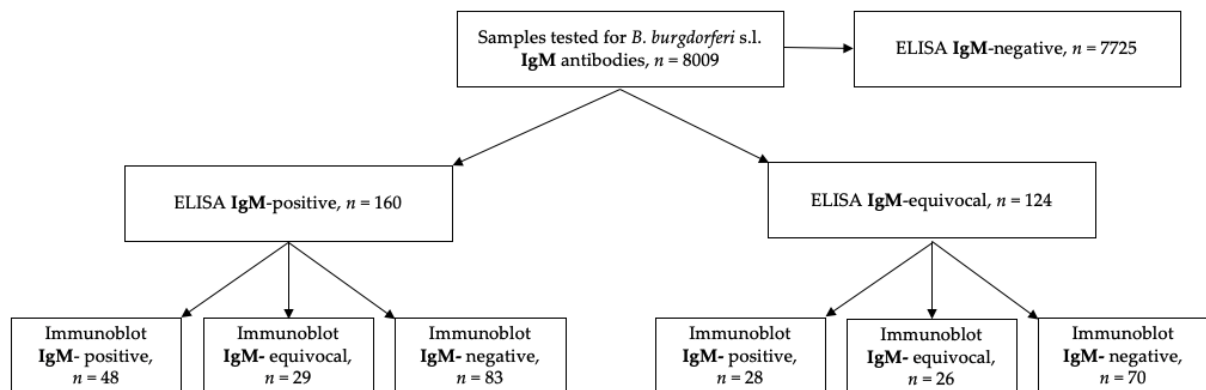 Samples tested for B. burgdorferi s.l.
IgM antibodies, n = 8009
ELISA IgM-negative, n = 7725
ELISA IgM-positive, n = 160
ELISA IgM-equivocal, n = 124
Immunoblot
IgM- positive,
n = 48
Immunoblot
IgM- equivocal,
n = 29
Immunoblot
IgM- negative,
n = 83
Immunoblot
IgM- positive,
n = 28
Immunoblot
IgM- equivocal,
n = 26
Immunoblot
IgM- negative,
n = 70